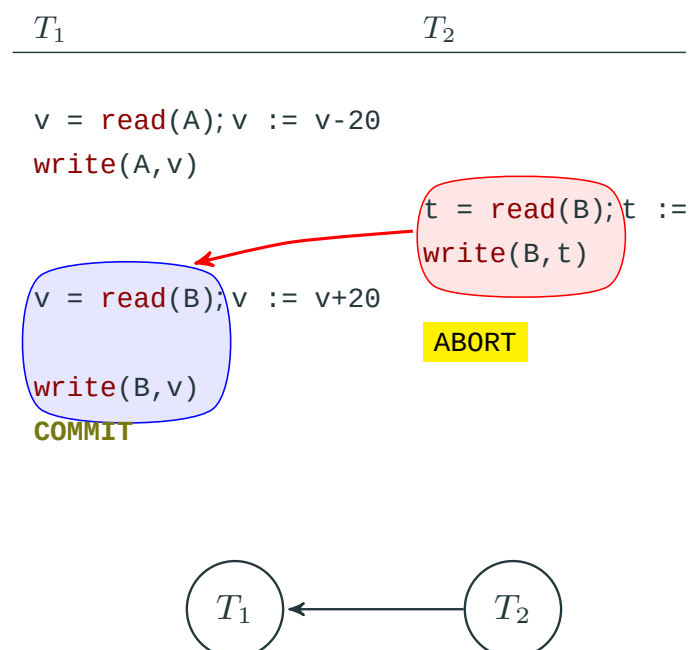 T1 T2
v = read(A); v := v-20
write(A,v)
t = read(B); t :=
write(B,t)
v = read(B); v := v+20
ABORT
write(B,v)
COMMIT
T1 T2